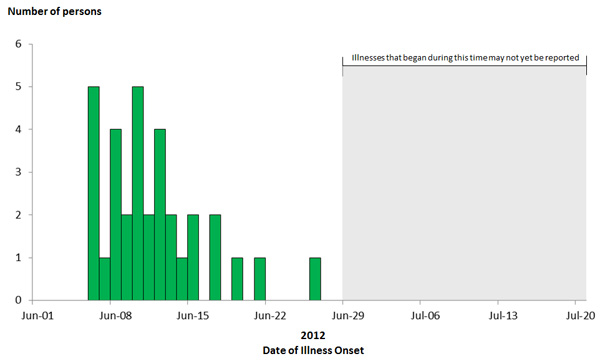 Number of persons
Illnesses that began during this time may not yet be reported
6
5
4
3
2
1
0
Jun-01 Jun-08 Jun-15 Jun-22 Jun-29 Jul-06 Jul-13 Jul-20
2012
Date of Illness Onset